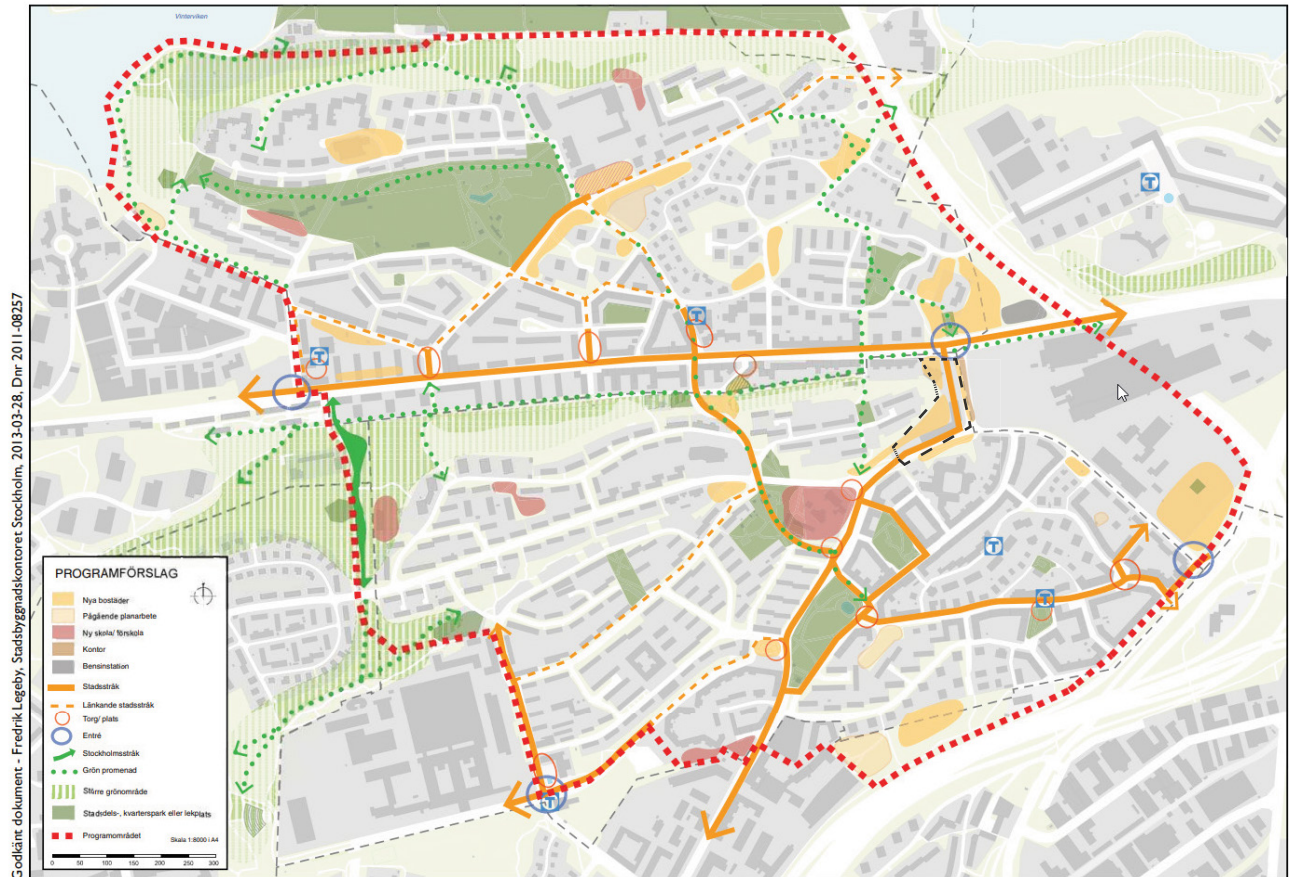 Vinterviken
T
T
T
T
T
T
Godkänt dokument - Fredrik Legeby, Stadsbyggnadskontoret Stockholm, 2013-03-28, Dnr 2011-08257
PROGRAMFÖRSLAG
Nya bostäder
Pågående planarbete
Ny skola/ förskola
Kontor
Bensinstation
Stadsstråk
Länkande stadsstråk
Torg/ plats
Entré
Stockholmsstråk
Grön promenad
Större grönområde
Stadsdels-, kvarterspark eller lekplats
Programområdet
Skala 1:8000 i A4
0 50 100 150 200 250 300